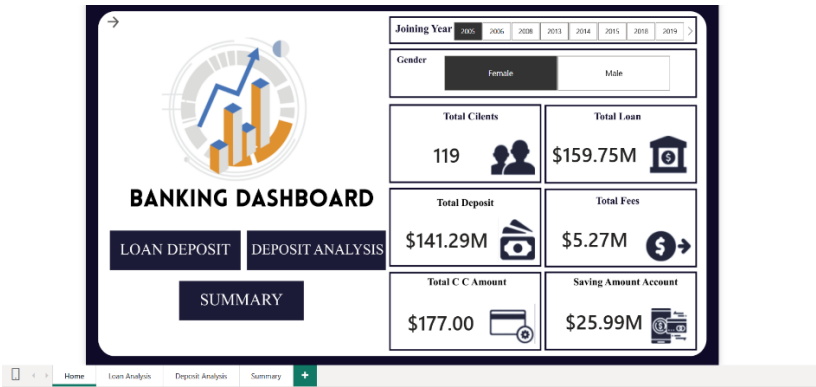 Joining Year 2005 2006 2008 2013 2014 2015 2018 2019
Gender
Female Male
Total Cilents
119
Total Loan
$159.75M
BANKING DASHBOARD
Total Deposit
$141.29M
Total Fees
$5.27M
LOAN DEPOSIT
DEPOSIT ANALYSIS
SUMMARY
Total C C Amount
$177.00
Saving Amount Account
$25.99M
Home Loan Analysis Deposit Analysis Summary +